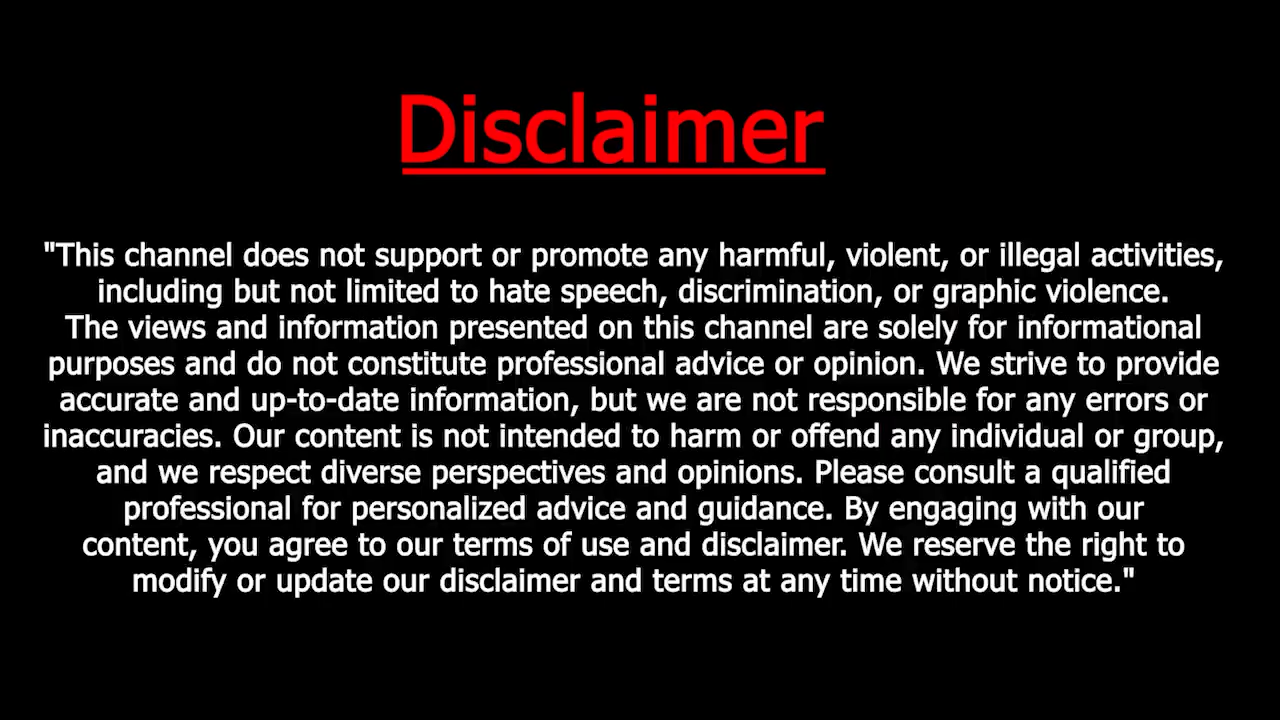 Disclaimer
"This channel does not support or promote any harmful, violent, or illegal activities,
including but not limited to hate speech, discrimination, or graphic violence.
The views and information presented on this channel are solely for informational
purposes and do not constitute professional advice or opinion. We strive to provide
accurate and up-to-date information, but we are not responsible for any errors or
inaccuracies. Our content is not intended to harm or offend any individual or group,
and we respect diverse perspectives and opinions. Please consult a qualified
professional for personalized advice and guidance. By engaging with our
content, you agree to our terms of use and disclaimer. We reserve the right to
modify or update our disclaimer and terms at any time without notice."